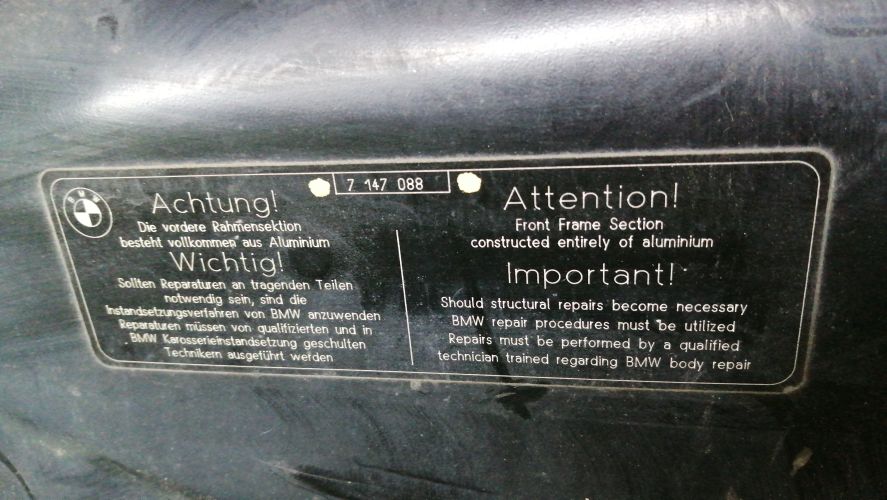 BMW
7 147 088
Achtung!
Die vordere Rahmensektion
besteht vollkommen aus Aluminium
Wichtig!
Sollten Reparaturen an tragenden Teilen
notwendig sein, sind die
Instandsetzungsverfahren von BMW anzuwenden
Reparaturen müssen von qualifizierten und in
BMW Karosserieinstandsetzung geschulten
Technikern ausgeführt werden
Attention!
Front Frame Section
constructed entirely of aluminium
Important!
Should structural repairs become necessary
BMW repair procedures must be utilized
Repairs must be performed by a qualified
technician trained regarding BMW body repair